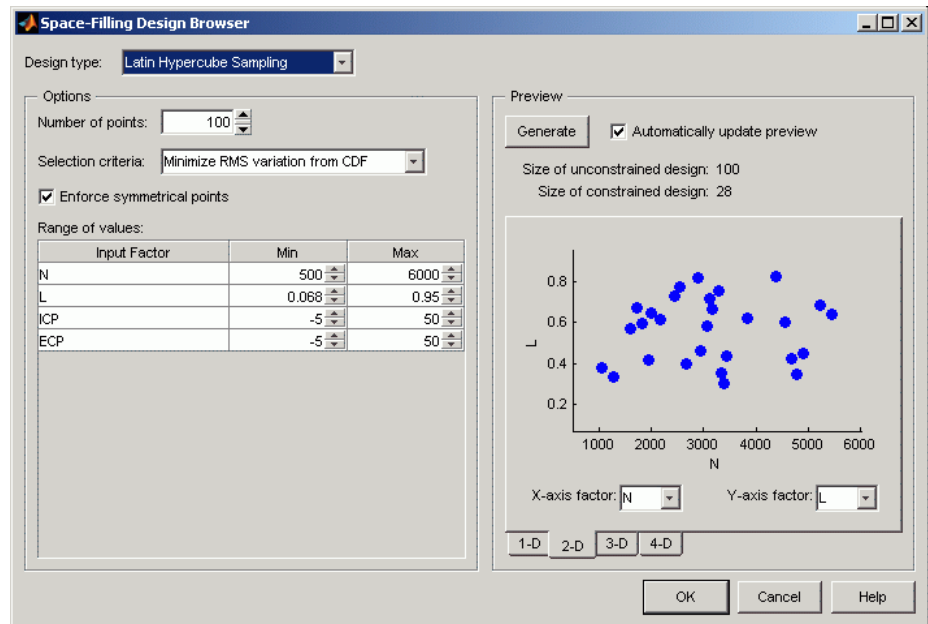 Space-Filling Design Browser
Design type: Latin Hypercube Sampling
Options
Number of points: 100
Selection criteria: Minimize RMS variation from CDF
Enforce symmetrical points
Range of values:
Input Factor Min Max
N 500 6000
L 0.068 0.95
ICP -5 50
ECP -5 50
Preview
Generate Automatically update preview
Size of unconstrained design: 100
Size of constrained design: 28
0.8
0.6
L
0.4
0.2
1000 2000 3000 4000 5000 6000
N
X-axis factor: N Y-axis factor: L
1-D 2-D 3-D 4-D
OK Cancel Help